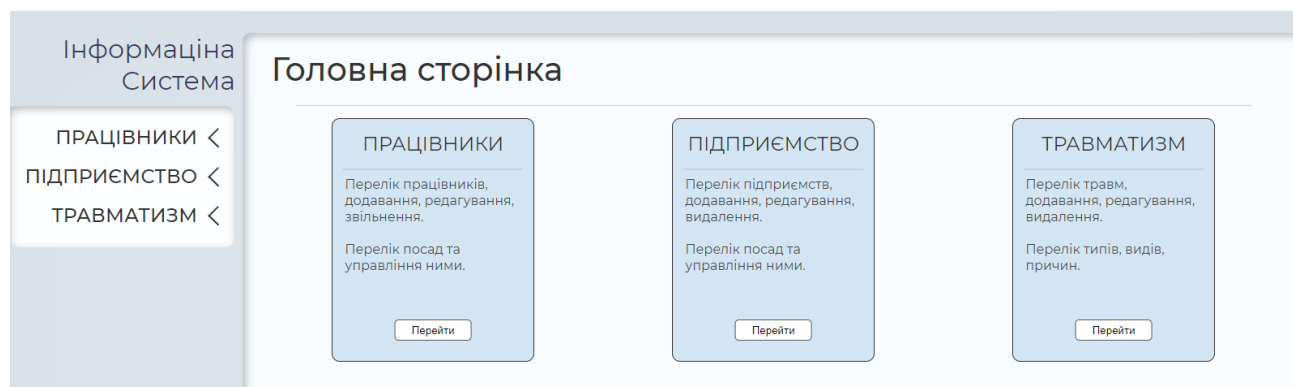 Інформаціна
Система
ПРАЦІВНИКИ
ПІДПРИЄМСТВО
ТРАВМАТИЗМ
Головна сторінка
ПРАЦІВНИКИ
Перелік працівників,
додавання, редагування,
звільнення.
Перелік посад та
управління ними.
Перейти
ПІДПРИЄМСТВО
Перелік підприємств,
додавання, редагування,
видалення.
Перелік посад та
управління ними.
Перейти
ТРАВМАТИЗМ
Перелік травм,
додавання, редагування,
видалення.
Перелік типів, видів,
причин.
Перейти